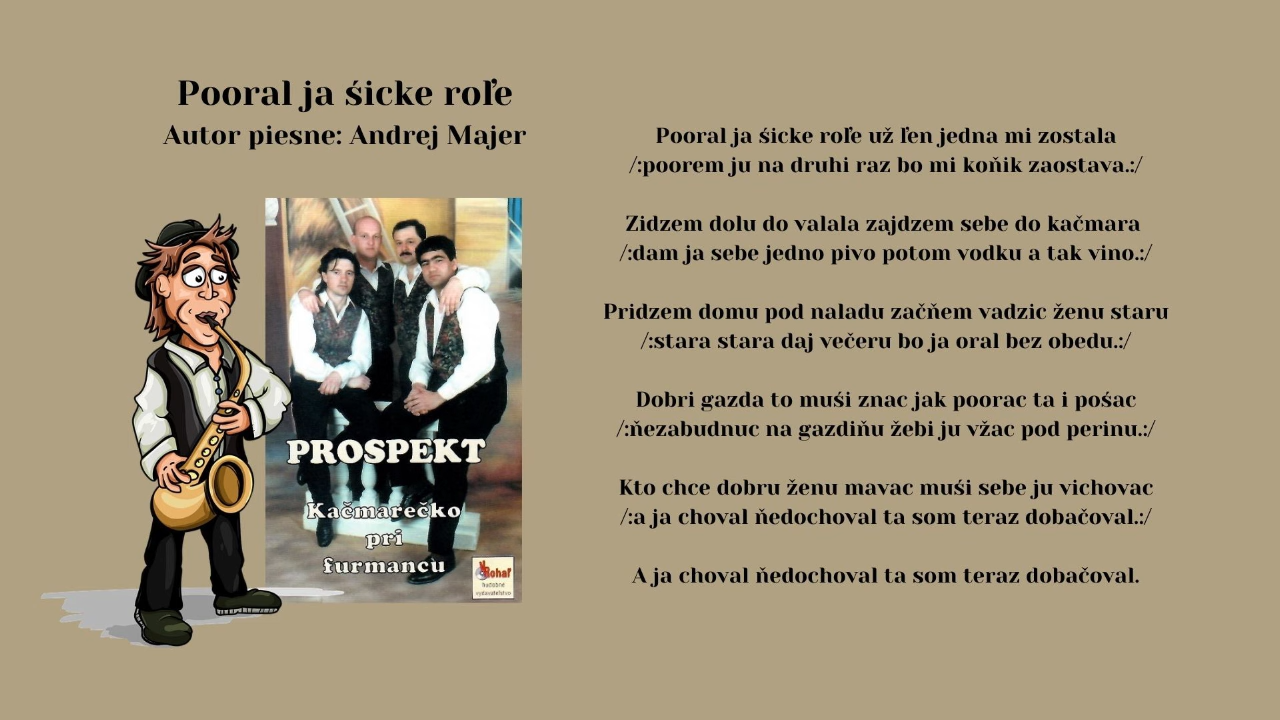 Pooral ja śicke roľe
Autor piesne: Andrej Majer
PROSPEKT
Kačmarečko
pri
furmancu
Rohaľ
hudobné
vydavateľstvo
Pooral ja śicke roľe už ľen jedna mi zostala
/:poorem ju na druhi raz bo mi koňik zaostava.:/
Zidzem dolu do valala zajdzem sebe do kačmara
/:dam ja sebe jedno pivo potom vodku a tak vino.:/
Pridzem domu pod naladu začňem vadzic ženu staru
/:stara stara daj večeru bo ja oral bez obedu.:/
Dobri gazda to muśi znac jak poorac ta i pośac
/:ňezabudnuc na gazdiňu žebi ju vžac pod perinu.:/
Kto chce dobru ženu mavac muśi sebe ju vichovac
/:a ja choval ňedochoval ta som teraz dobačoval.:/
A ja choval ňedochoval ta som teraz dobačoval.